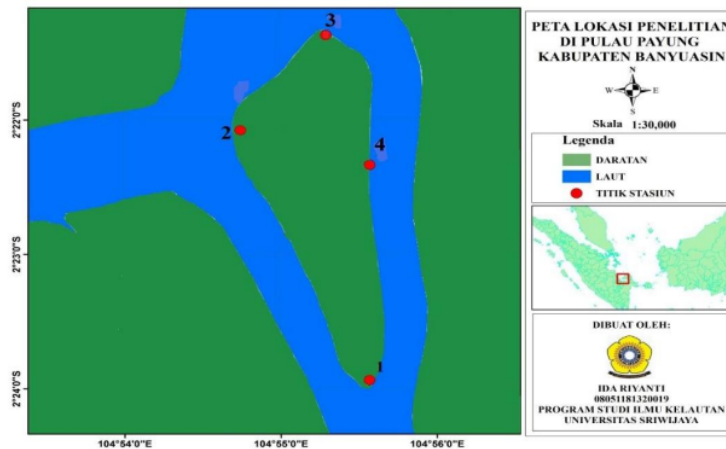 3
2
4
1
2°22'0"S
2°23'0"S
2°24'0"S
104°54'0"E
104°55'0"E
104°56'0"E
PETA LOKASI PENELITIAN
DI PULAU PAYUNG
KABUPATEN BANYUASIN
N
W E
S
Skala 1:30,000
Legenda
DARATAN
LAUT
TITIK STASIUN
DIBUAT OLEH:
IDA RIYANTI
08051181320019
PROGRAM STUDI ILMU KELAUTAN
UNIVERSITAS SRIWIJAYA